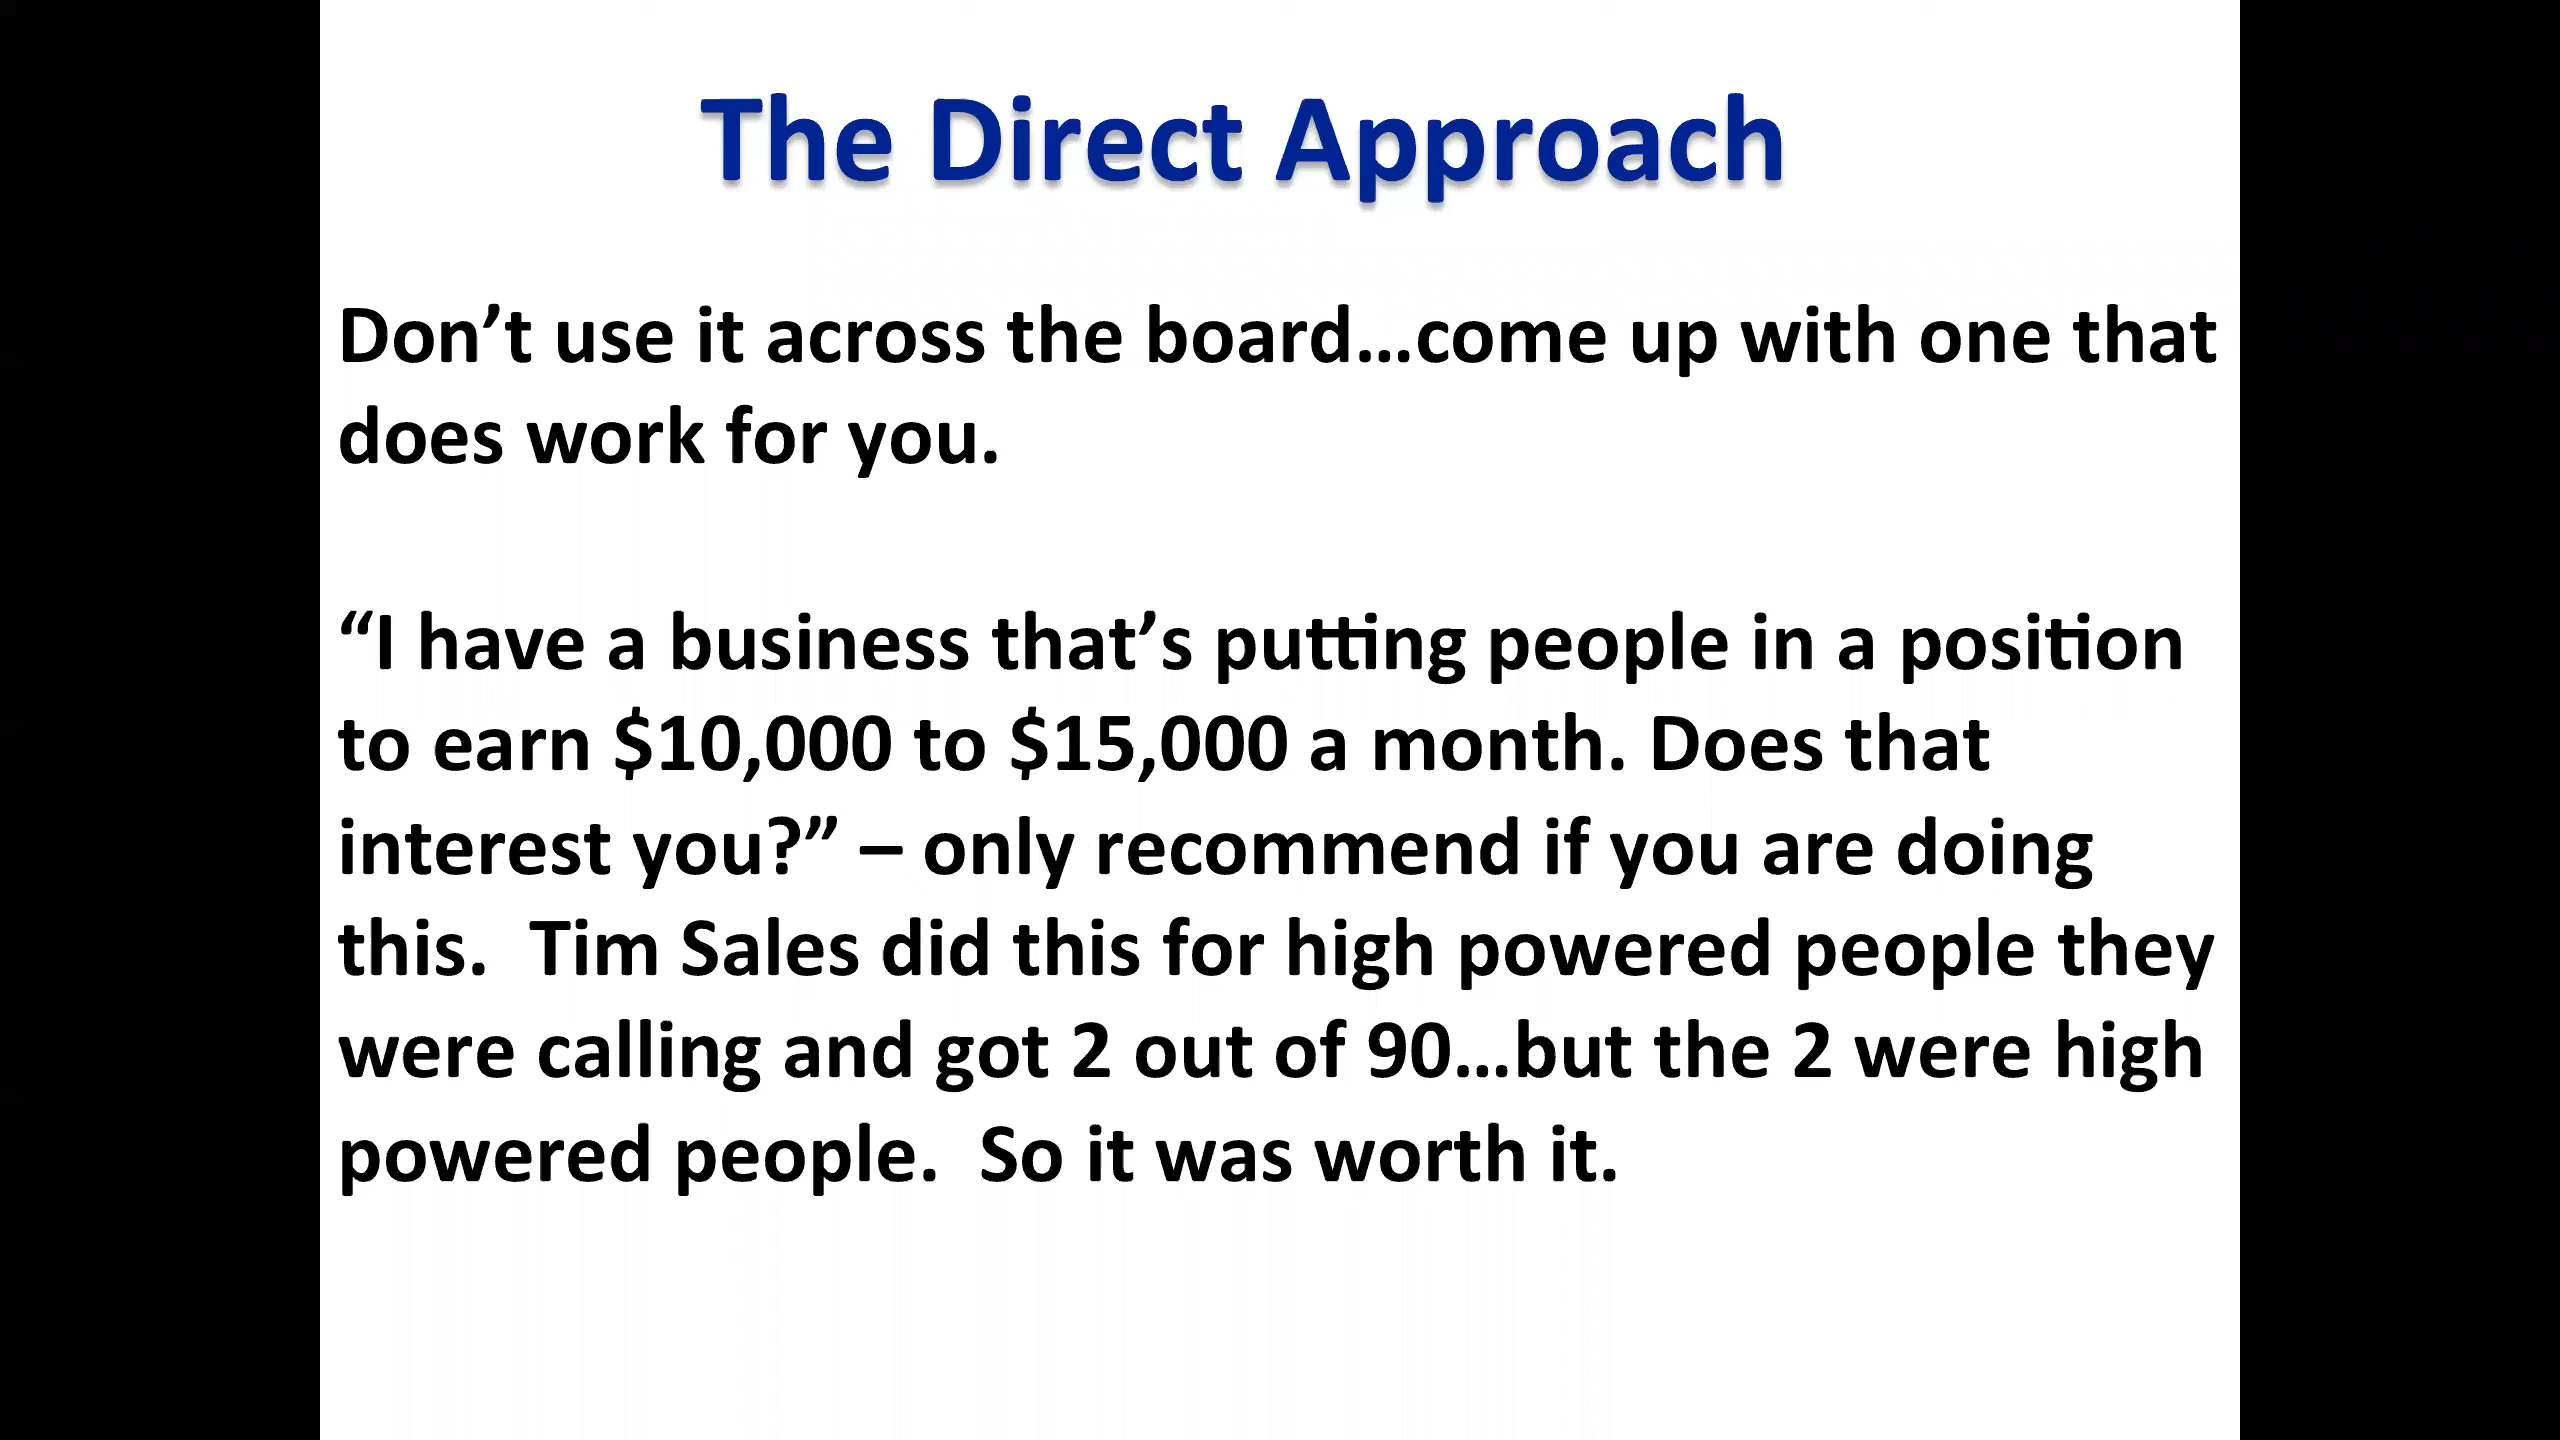 The Direct Approach
Don’t use it across the board…come up with one that
does work for you.
“I have a business that’s putting people in a position
to earn $10,000 to $15,000 a month. Does that
interest you?” – only recommend if you are doing
this.  Tim Sales did this for high powered people they
were calling and got 2 out of 90…but the 2 were high
powered people.  So it was worth it.